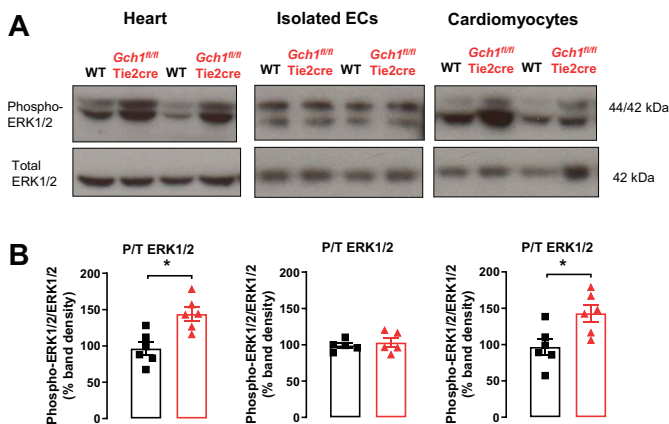 A
Heart
Isolated ECs
Cardiomyocytes
WT Gch1fl/fl Tie2cre WT Gch1fl/fl Tie2cre
WT Gch1fl/fl Tie2cre WT Gch1fl/fl Tie2cre
WT Gch1fl/fl Tie2cre WT Gch1fl/fl Tie2cre
Phospho-
ERK1/2
44/42 kDa
Total
ERK1/2
42 kDa
B
P/T ERK1/2
Phospho-ERK1/2/ERK1/2
(% band density)
200
150
100
50
0
*
P/T ERK1/2
Phospho-ERK1/2/ERK1/2
(% band density)
200
150
100
50
0
P/T ERK1/2
Phospho-ERK1/2/ERK1/2
(% band density)
200
150
100
50
0
*